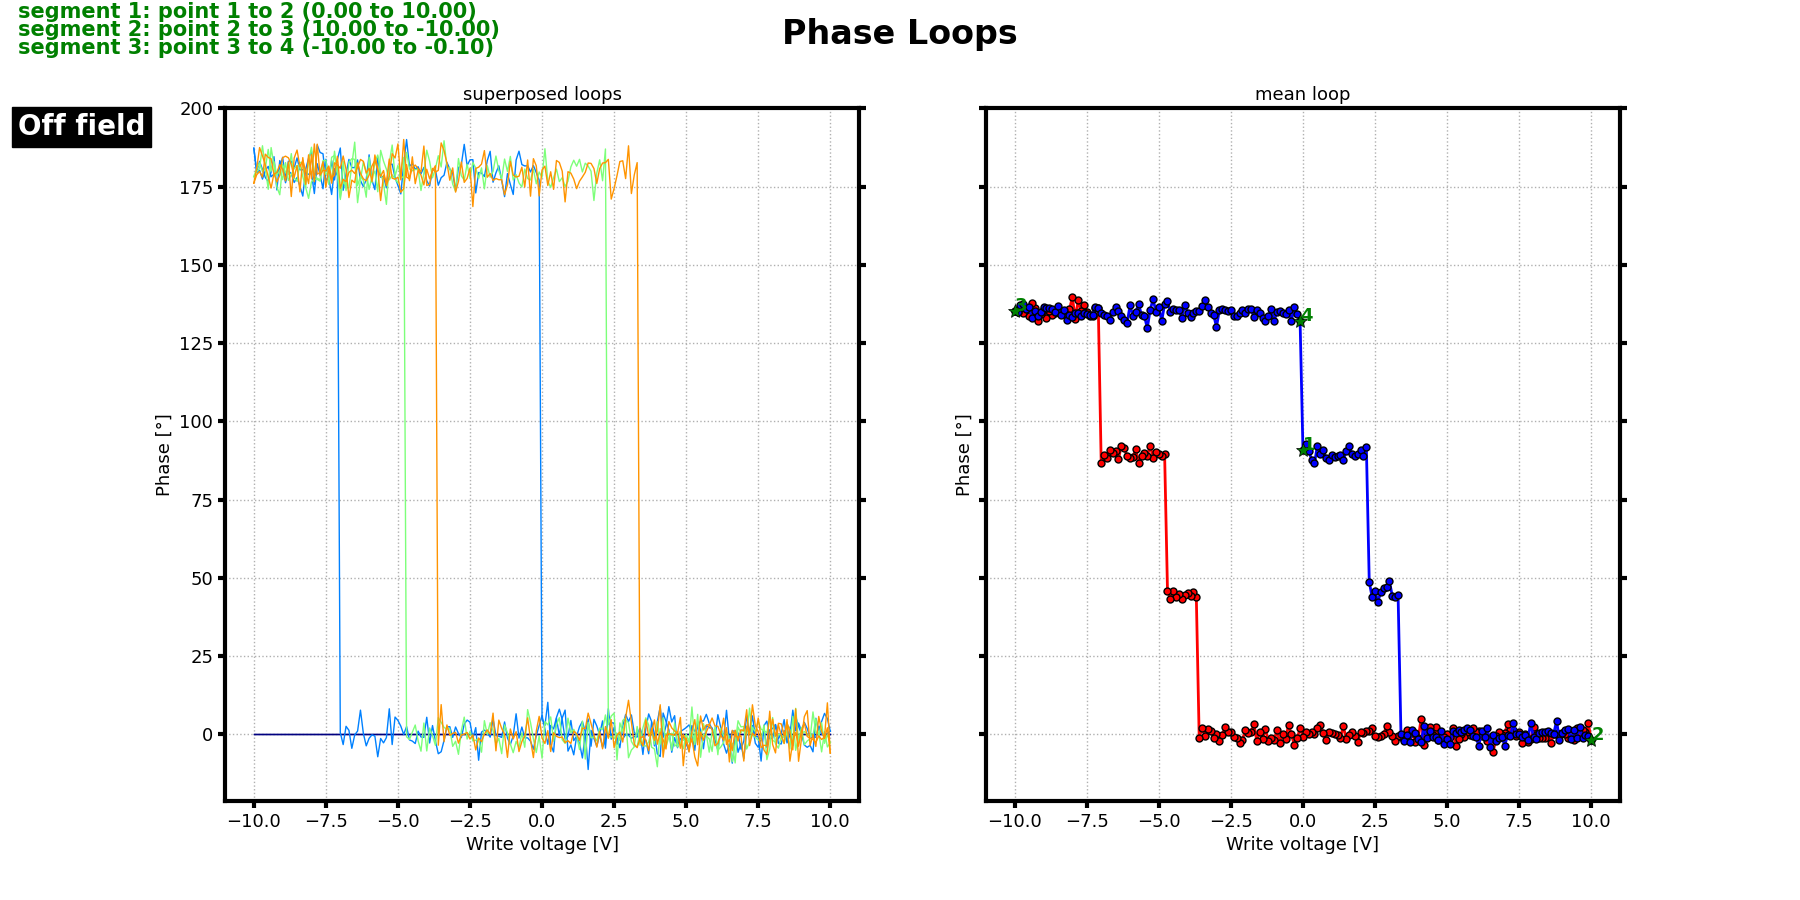 segment 1: point 1 to 2 (0.00 to 10.00)
segment 2: point 2 to 3 (10.00 to -10.00)
segment 3: point 3 to 4 (-10.00 to -0.10)
Phase Loops
Off field
superposed loops
200
175
150
125
100
75
50
25
0
Phase [°]
−10.0 −7.5 −5.0 −2.5 0.0 2.5 5.0 7.5 10.0
Write voltage [V]
mean loop
Phase [°]
3
4
1
2
−10.0 −7.5 −5.0 −2.5 0.0 2.5 5.0 7.5 10.0
Write voltage [V]